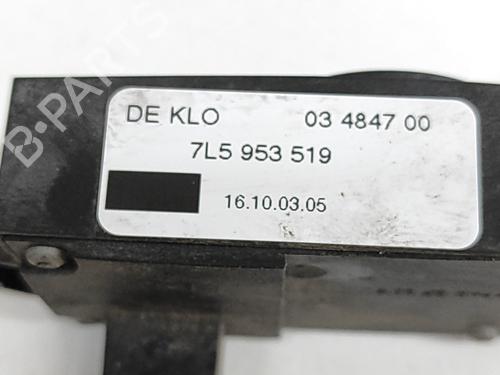 DE KLO 03 4847 00
7L5 953 519
16.10.03.05
B-PARTS